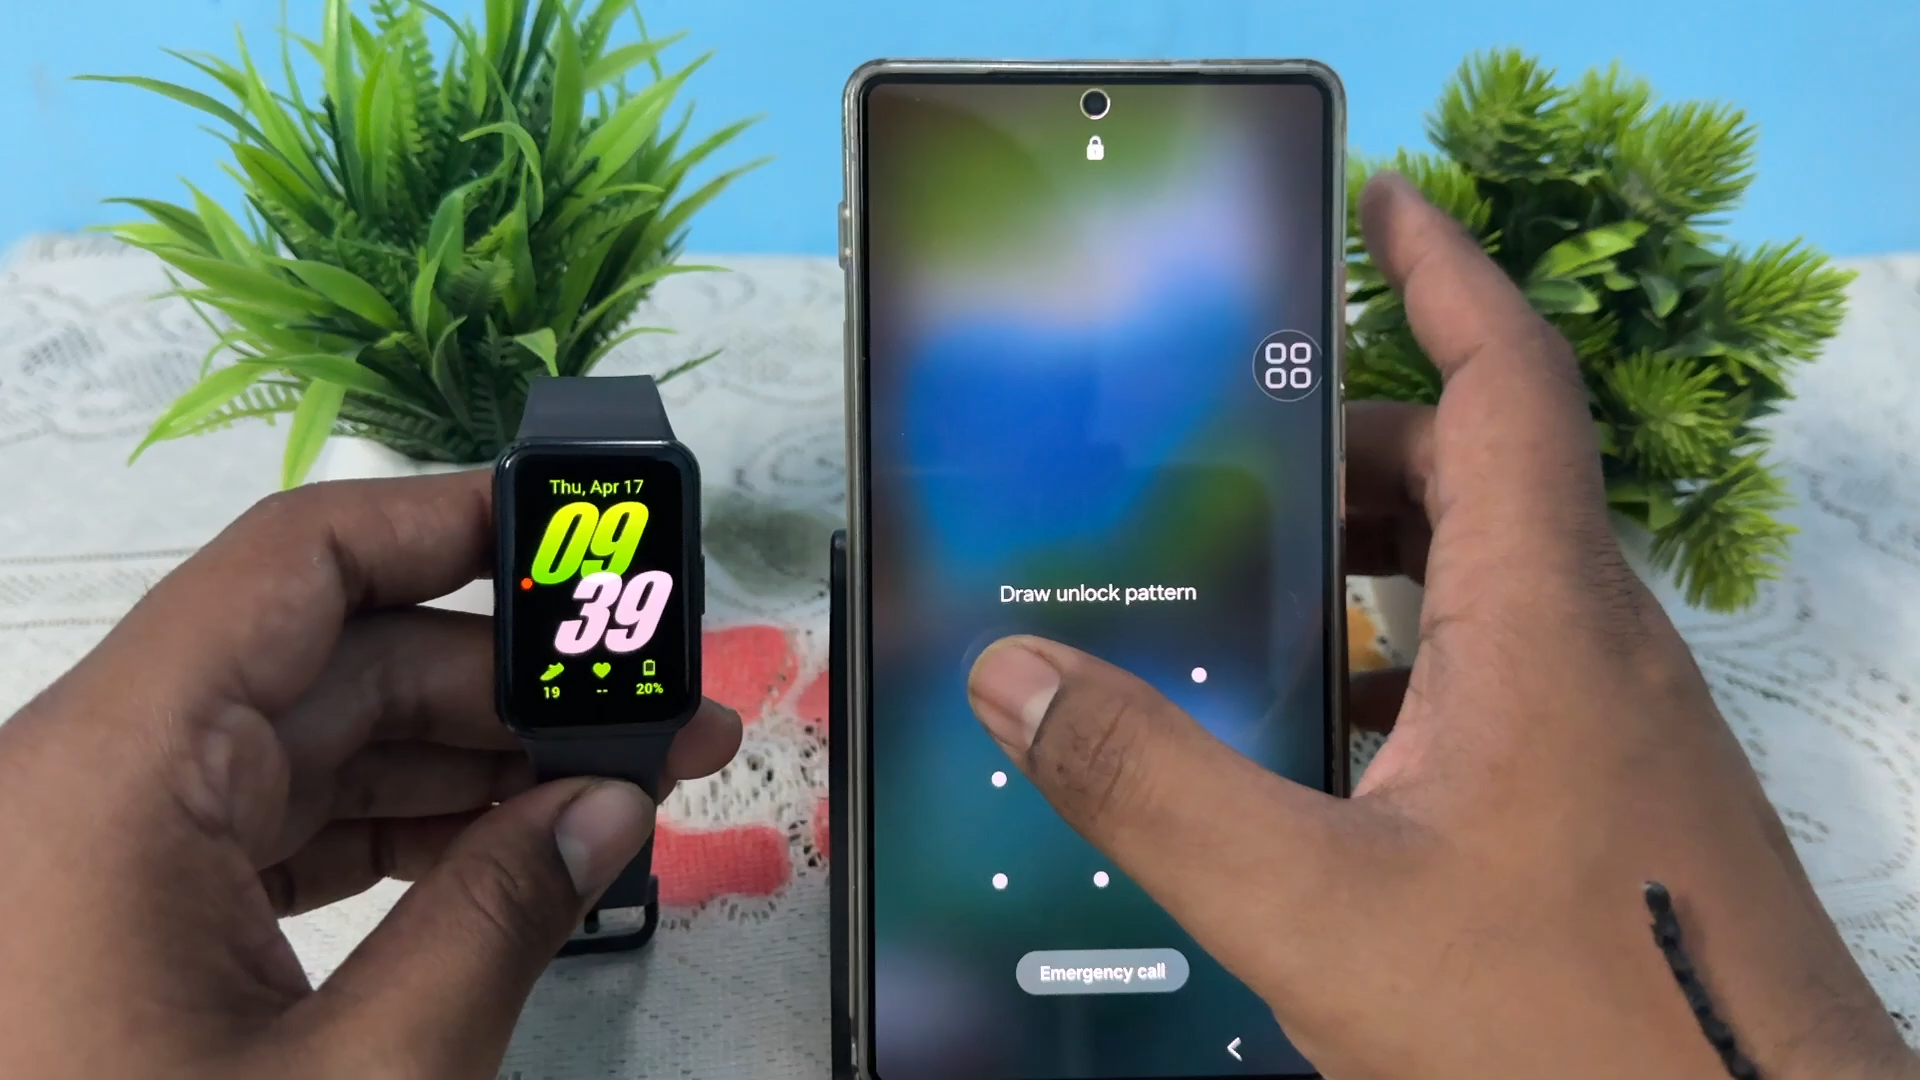 Thu, Apr 17
09
39
19
--
20%
Draw unlock pattern
Emergency call